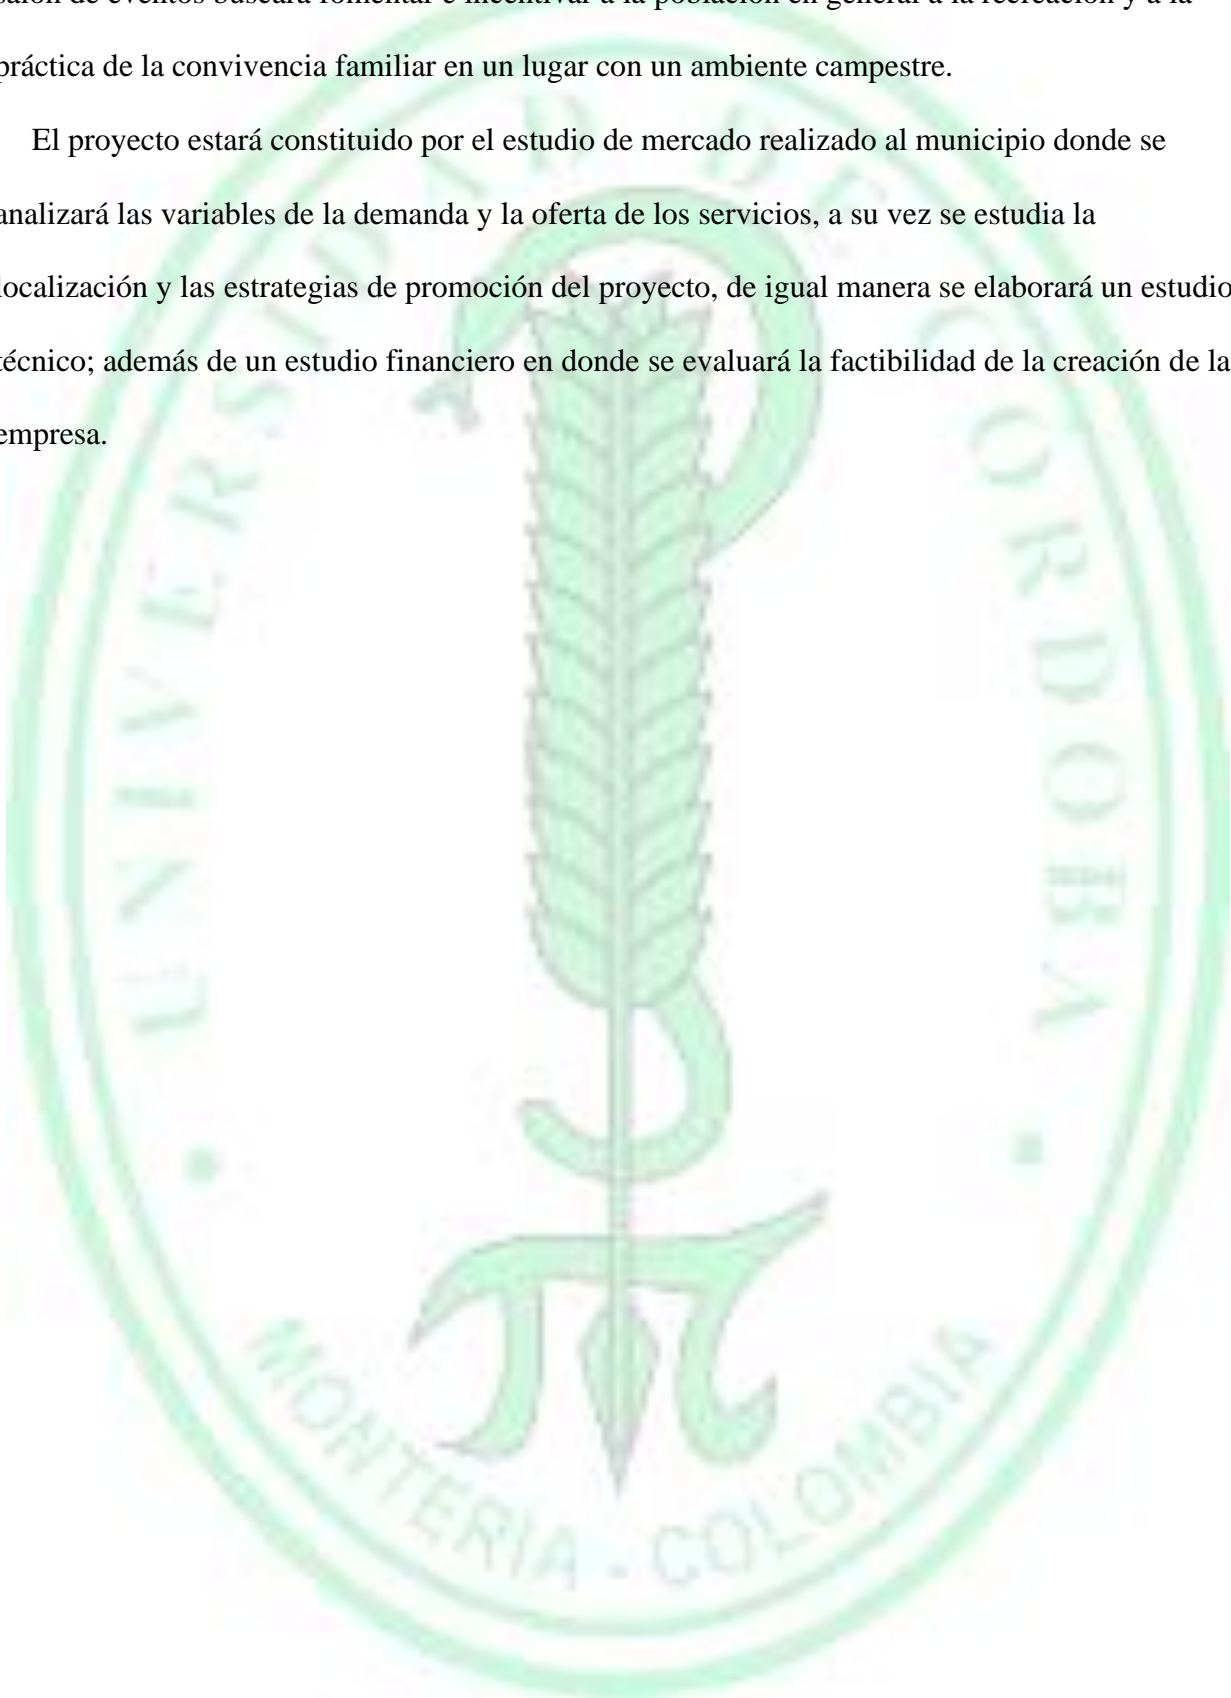 salón de eventos buscará fomentar e incentivar a la población en general a la recreación y a la
práctica de la convivencia familiar en un lugar con un ambiente campestre.
El proyecto estará constituido por el estudio de mercado realizado al municipio donde se
analizará las variables de la demanda y la oferta de los servicios, a su vez se estudia la
localización y las estrategias de promoción del proyecto, de igual manera se elaborará un estudio
técnico; además de un estudio financiero en donde se evaluará la factibilidad de la creación de la
empresa.
UNIVERSIDAD DE CORDOBA
MONTERIA - COLOMBIA